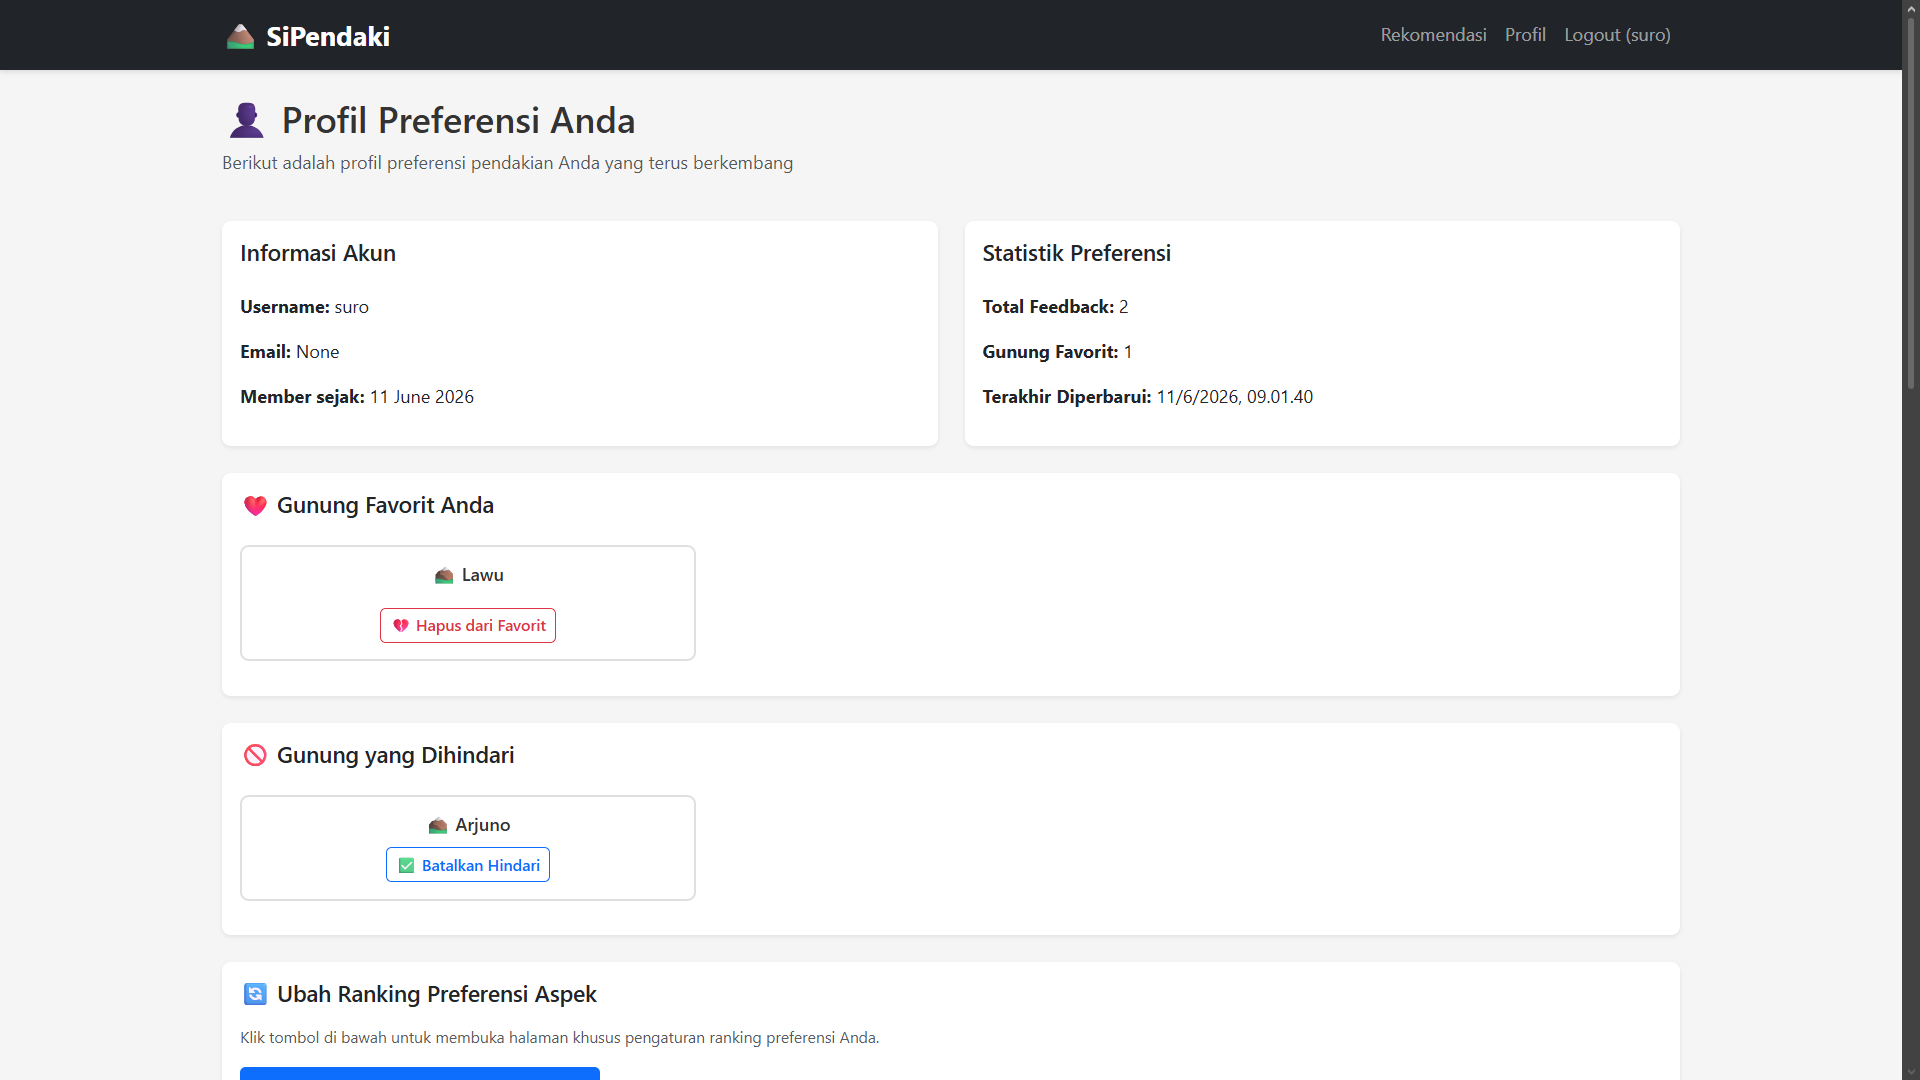 SiPendaki
Rekomendasi Profil Logout (suro)
Profil Preferensi Anda
Berikut adalah profil preferensi pendakian Anda yang terus berkembang
Informasi Akun
Username: suro
Email: None
Member sejak: 11 June 2026
Statistik Preferensi
Total Feedback: 2
Gunung Favorit: 1
Terakhir Diperbarui: 11/6/2026, 09.01.40
Gunung Favorit Anda
Lawu
Hapus dari Favorit
Gunung yang Dihindari
Arjuno
Batalkan Hindari
Ubah Ranking Preferensi Aspek
Klik tombol di bawah untuk membuka halaman khusus pengaturan ranking preferensi Anda.